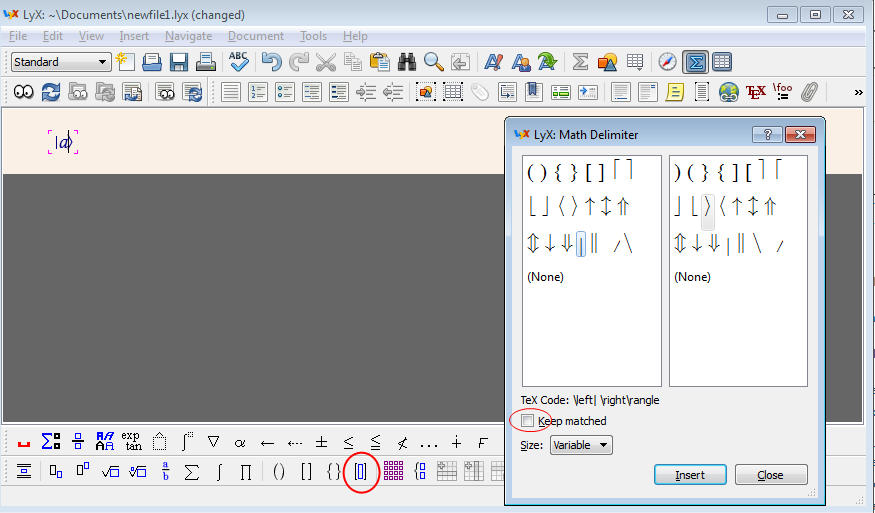 LyX: ~\Documents\newfile1.lyx (changed)
File Edit View Insert Navigate Document Tools Help
Standard
ABC
TEX \foo
»
|a⟩
LyX: Math Delimiter
?
( ) { } [ ] ⌈ ⌉
) ( } { ] [ ⌉ ⌈
⌊ ⌋ ⟨ ⟩ ↑ ↕ ⇑
⌋ ⌊ ⟩ ⟨ ↑ ↕ ⇑
⇕ ↓ ⇓ | ‖ / \
⇕ ↓ ⇓ | ‖ \ /
(None)
(None)
TeX Code: \left| \right\rangle
Keep matched
Size: Variable
Insert Close
exp
tan
∫ ∇ α ← ⋯ ± ≤ ≮ … ∔ F
a
b
∑ ∫ ∏ () [] {}